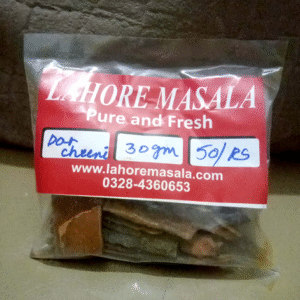 LAHORE MASALA
Pure and Fresh
Dar cheeni 30gm 50/RS
www.lahoremasala.com
0328-4360653